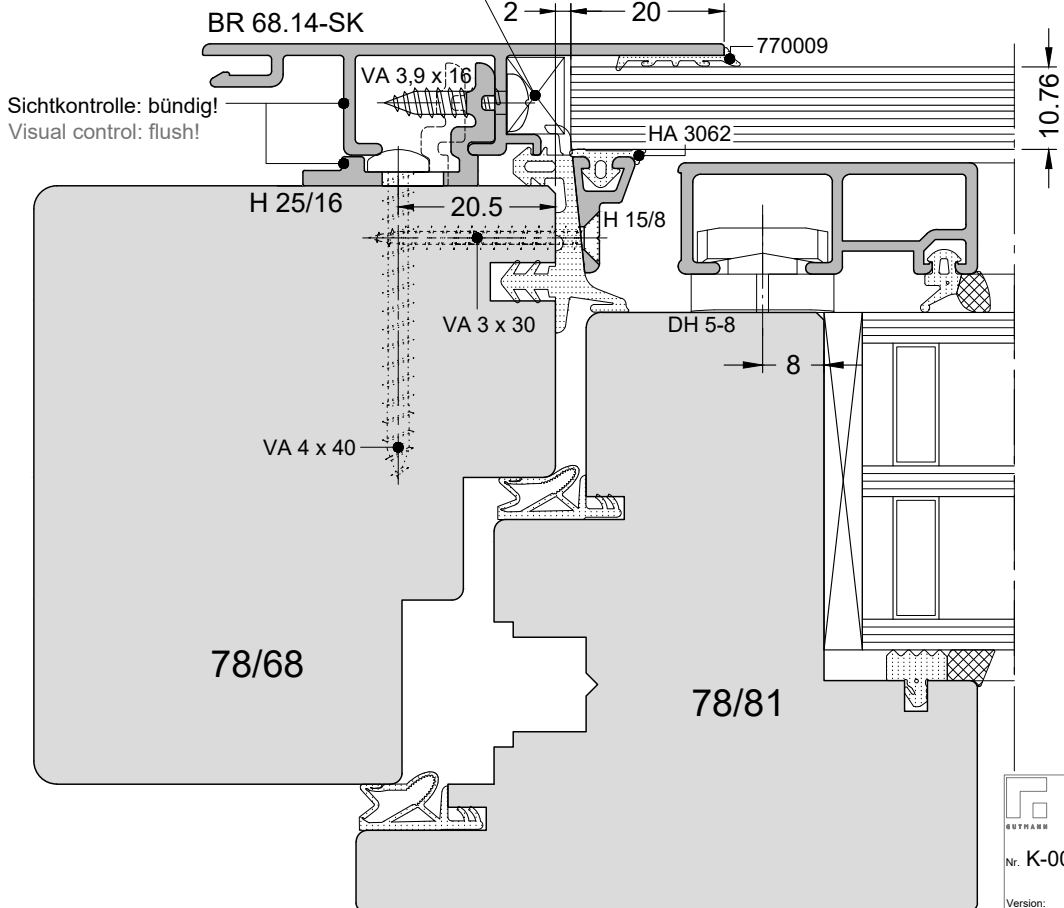 BR 68.14-SK
2
20
770009
VA 3,9 x 16
Sichtkontrolle: bündig!
Visual control: flush!
10.76
HA 3062
H 25/16
20.5
H 15/8
VA 3 x 30
DH 5-8
8
VA 4 x 40
78/68
78/81
GUTMANN
Nr. K-00
Version: